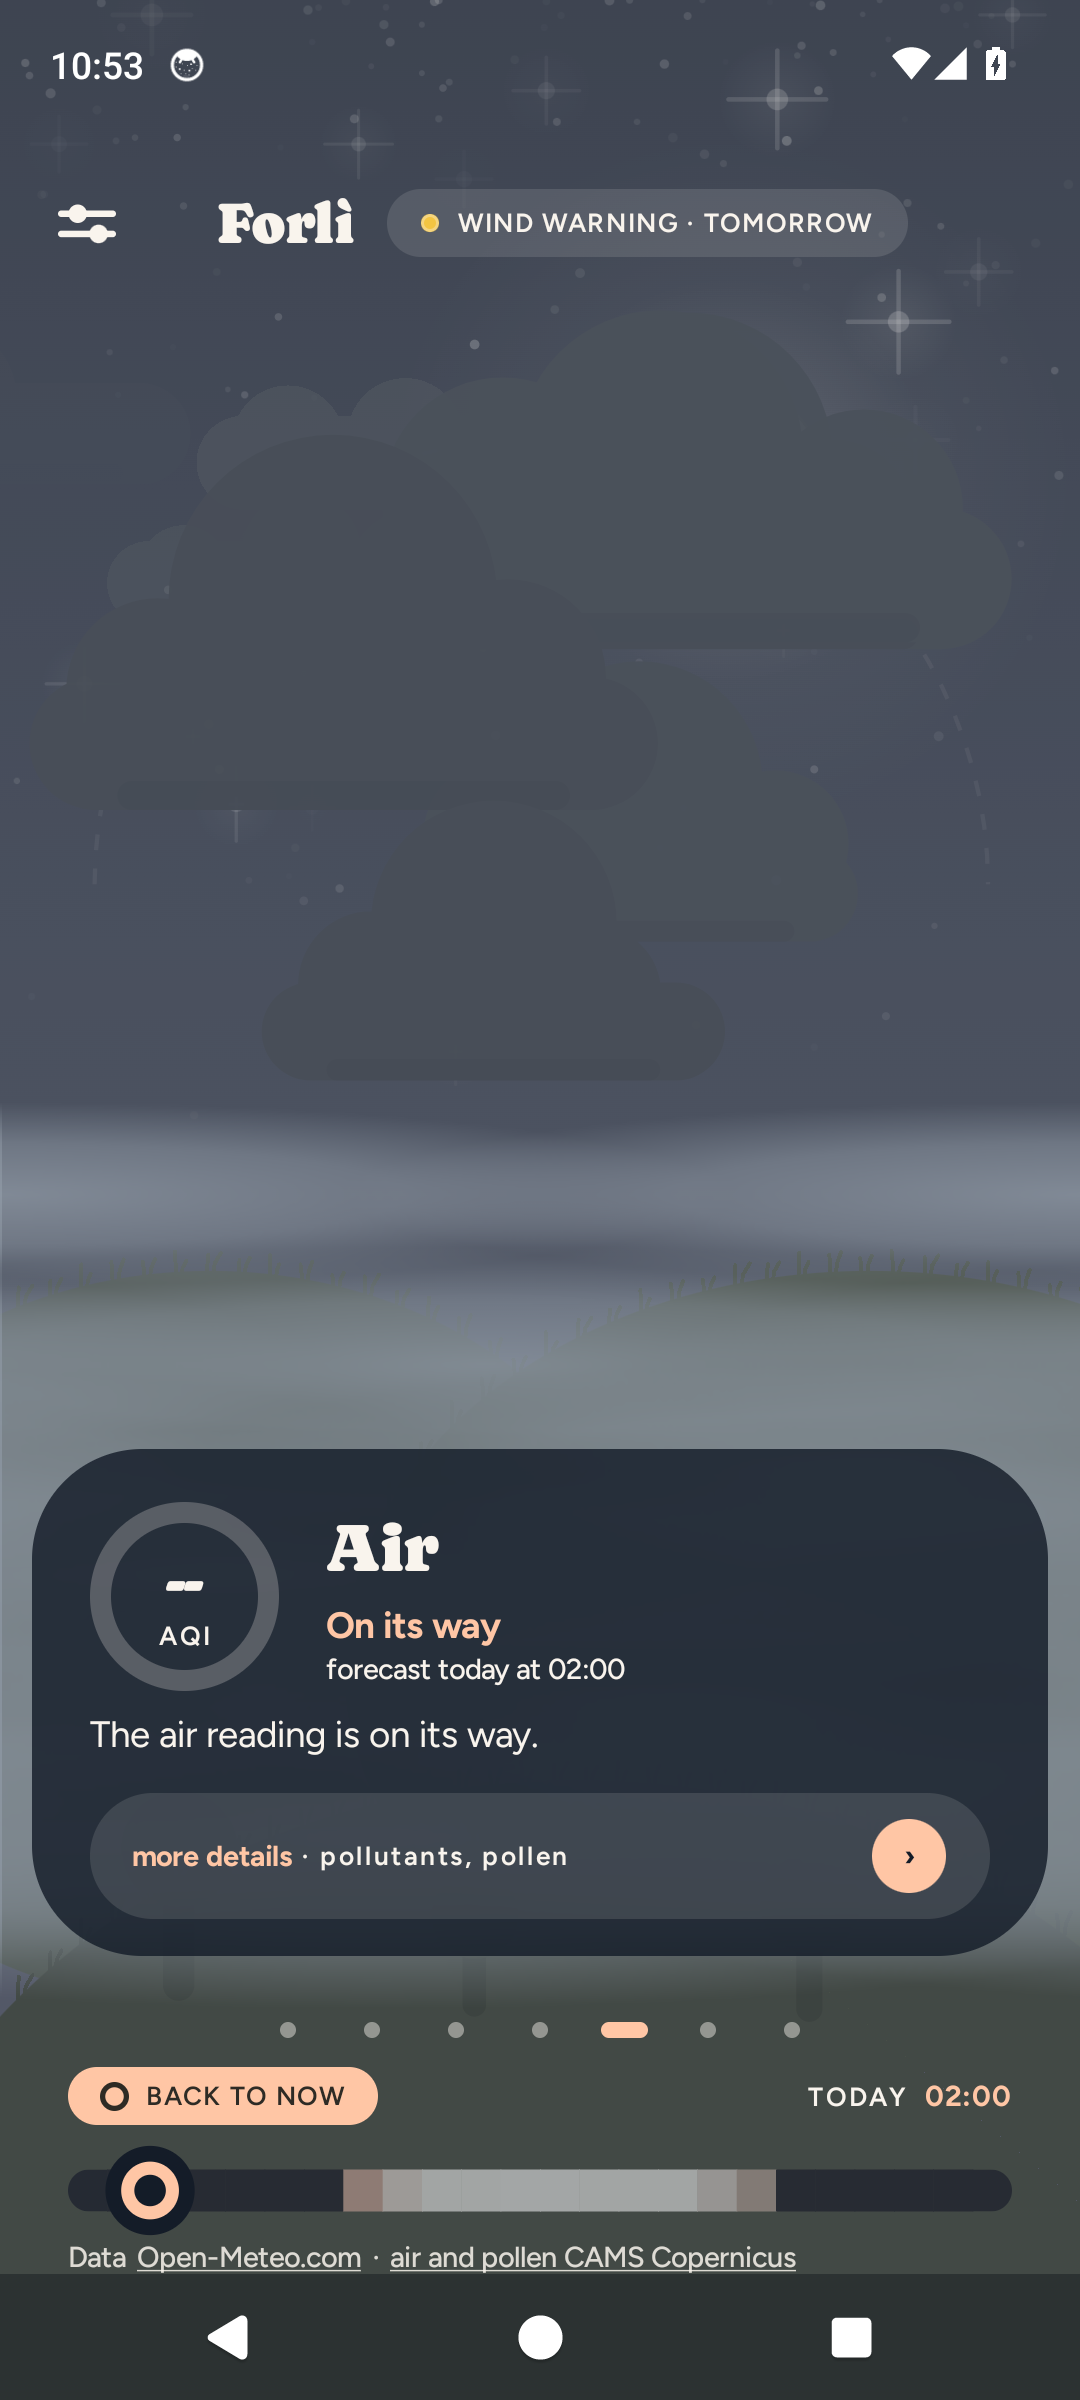 10:53
Forlì
WIND WARNING · TOMORROW
--
AQI
Air
On its way
forecast today at 02:00
The air reading is on its way.
more details · pollutants, pollen
›
BACK TO NOW
TODAY 02:00
Data Open-Meteo.com · air and pollen CAMS Copernicus